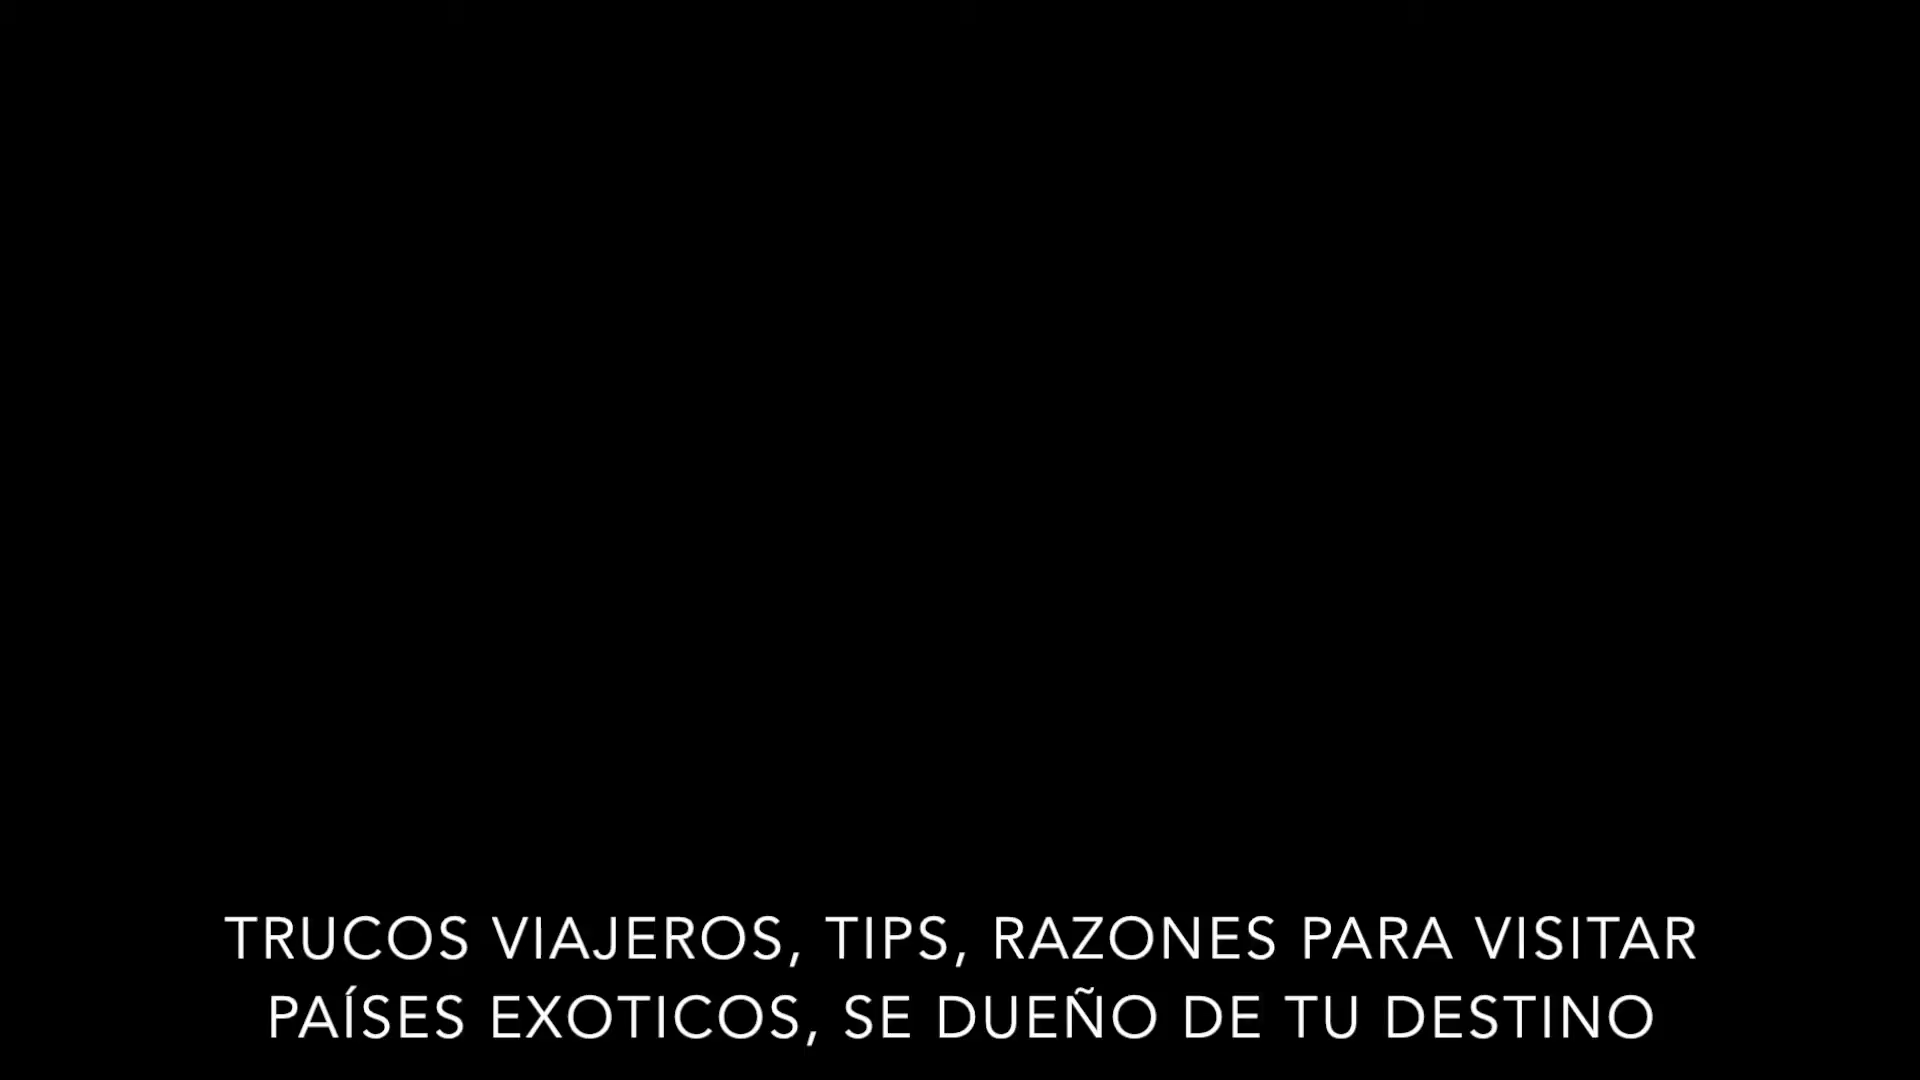 TRUCOS VIAJEROS, TIPS, RAZONES PARA VISITAR
PAÍSES EXOTICOS, SE DUEÑO DE TU DESTINO